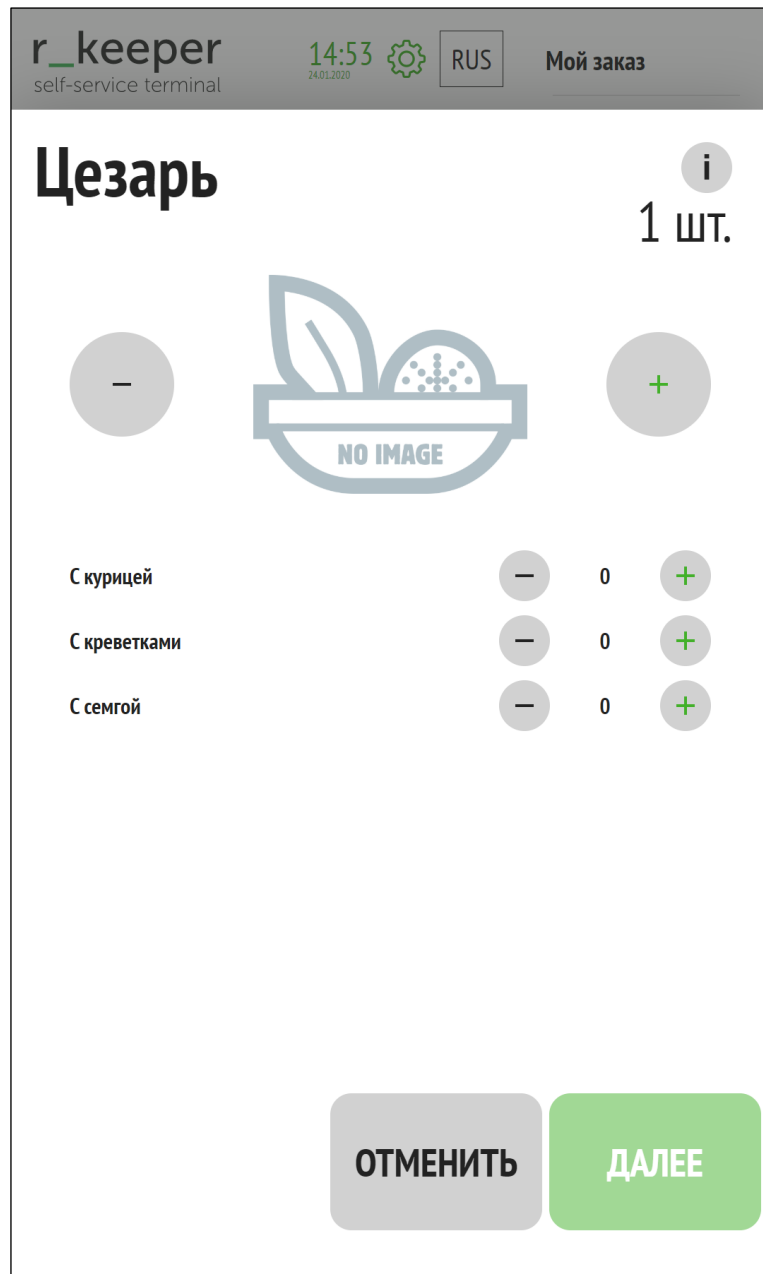 r_keeper
self-service terminal
14:53
24.01.2020
RUS
Мой заказ
Цезарь
i
1 шт.
−
+
NO IMAGE
С курицей − 0 +
С креветками − 0 +
С семгой − 0 +
ОТМЕНИТЬ
ДАЛЕЕ